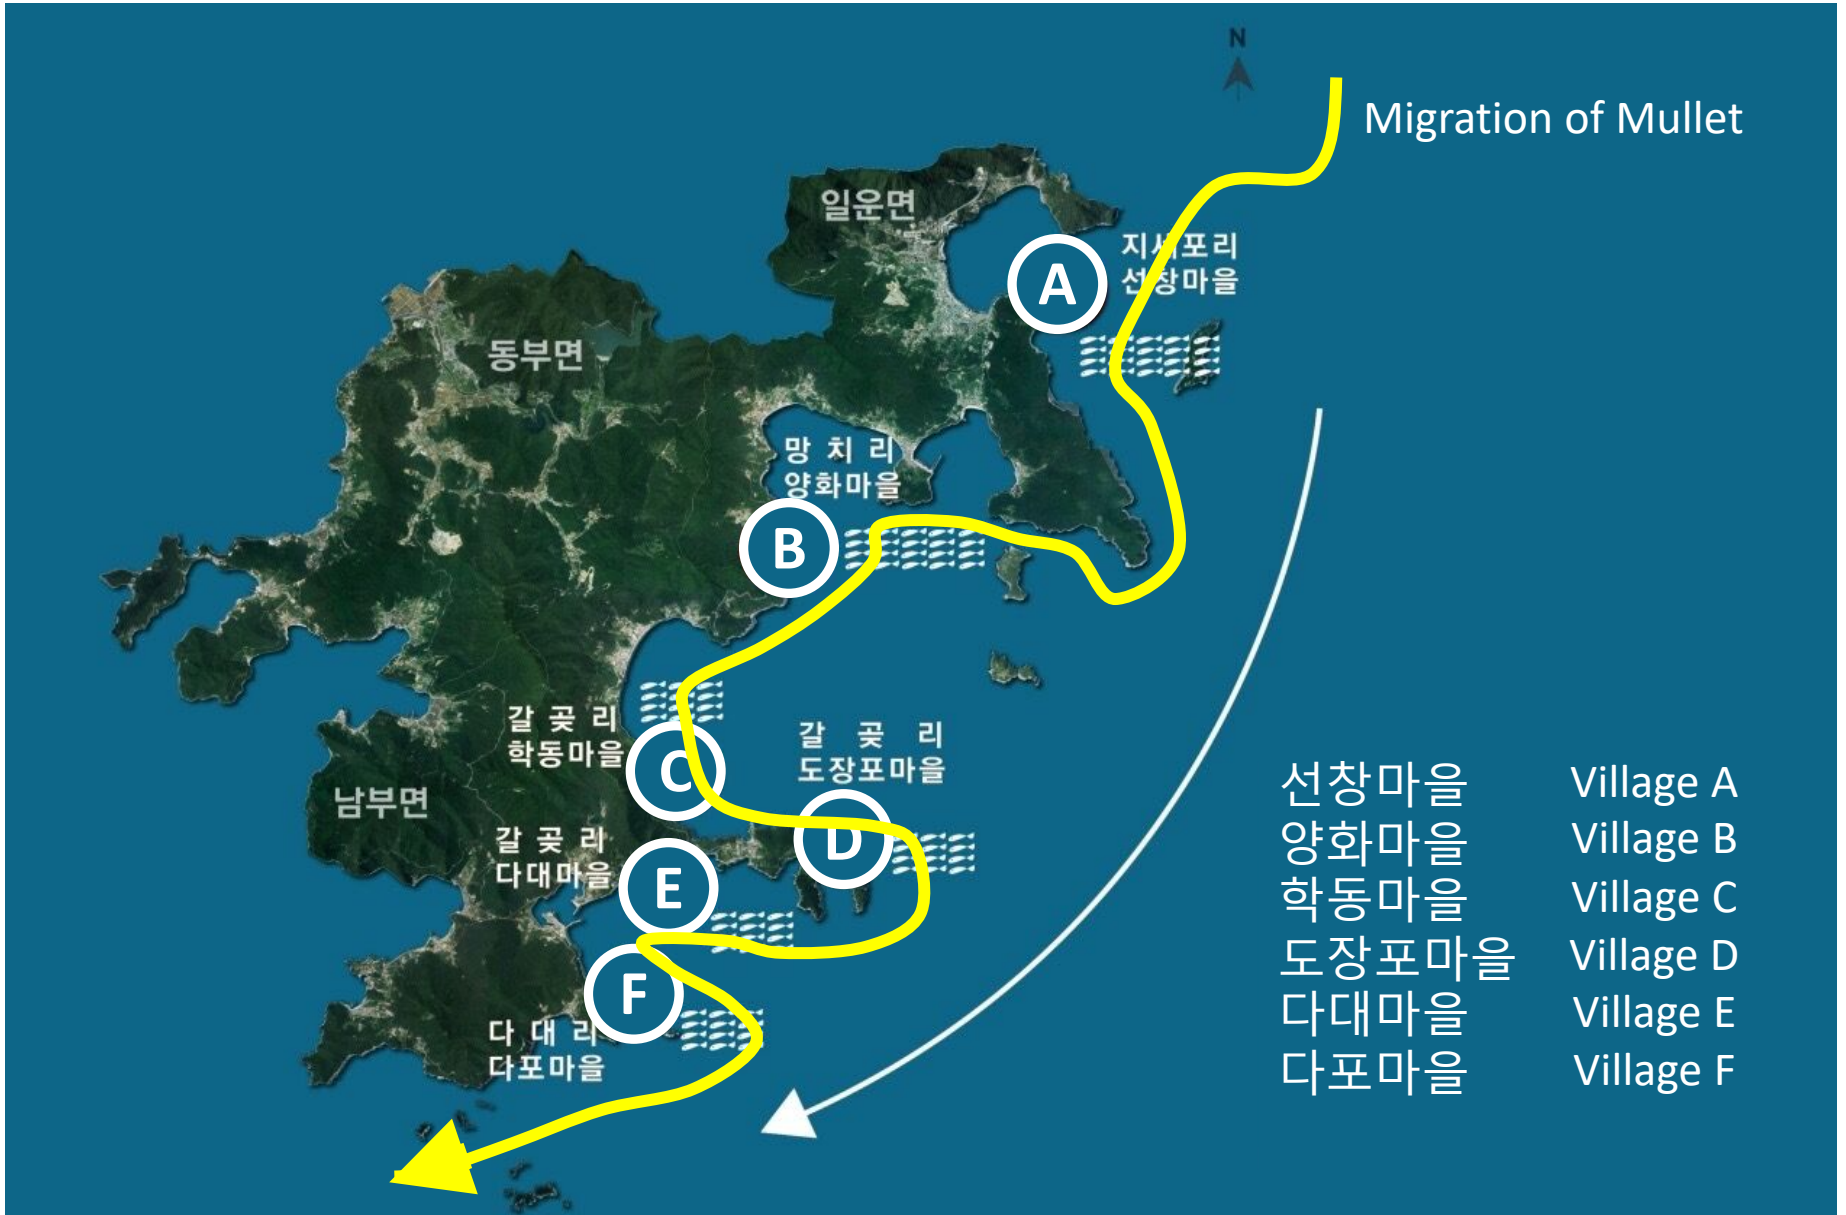 N
Migration of Mullet
일운면
지세포리
선창마을
A
동부면
망 치 리
양화마을
B
갈 곶 리
학동마을
C
갈 곶 리
도장포마을
D
남부면
갈 곶 리
다대마을
E
F
다 대 리
다포마을
선창마을 Village A
양화마을 Village B
학동마을 Village C
도장포마을 Village D
다대마을 Village E
다포마을 Village F